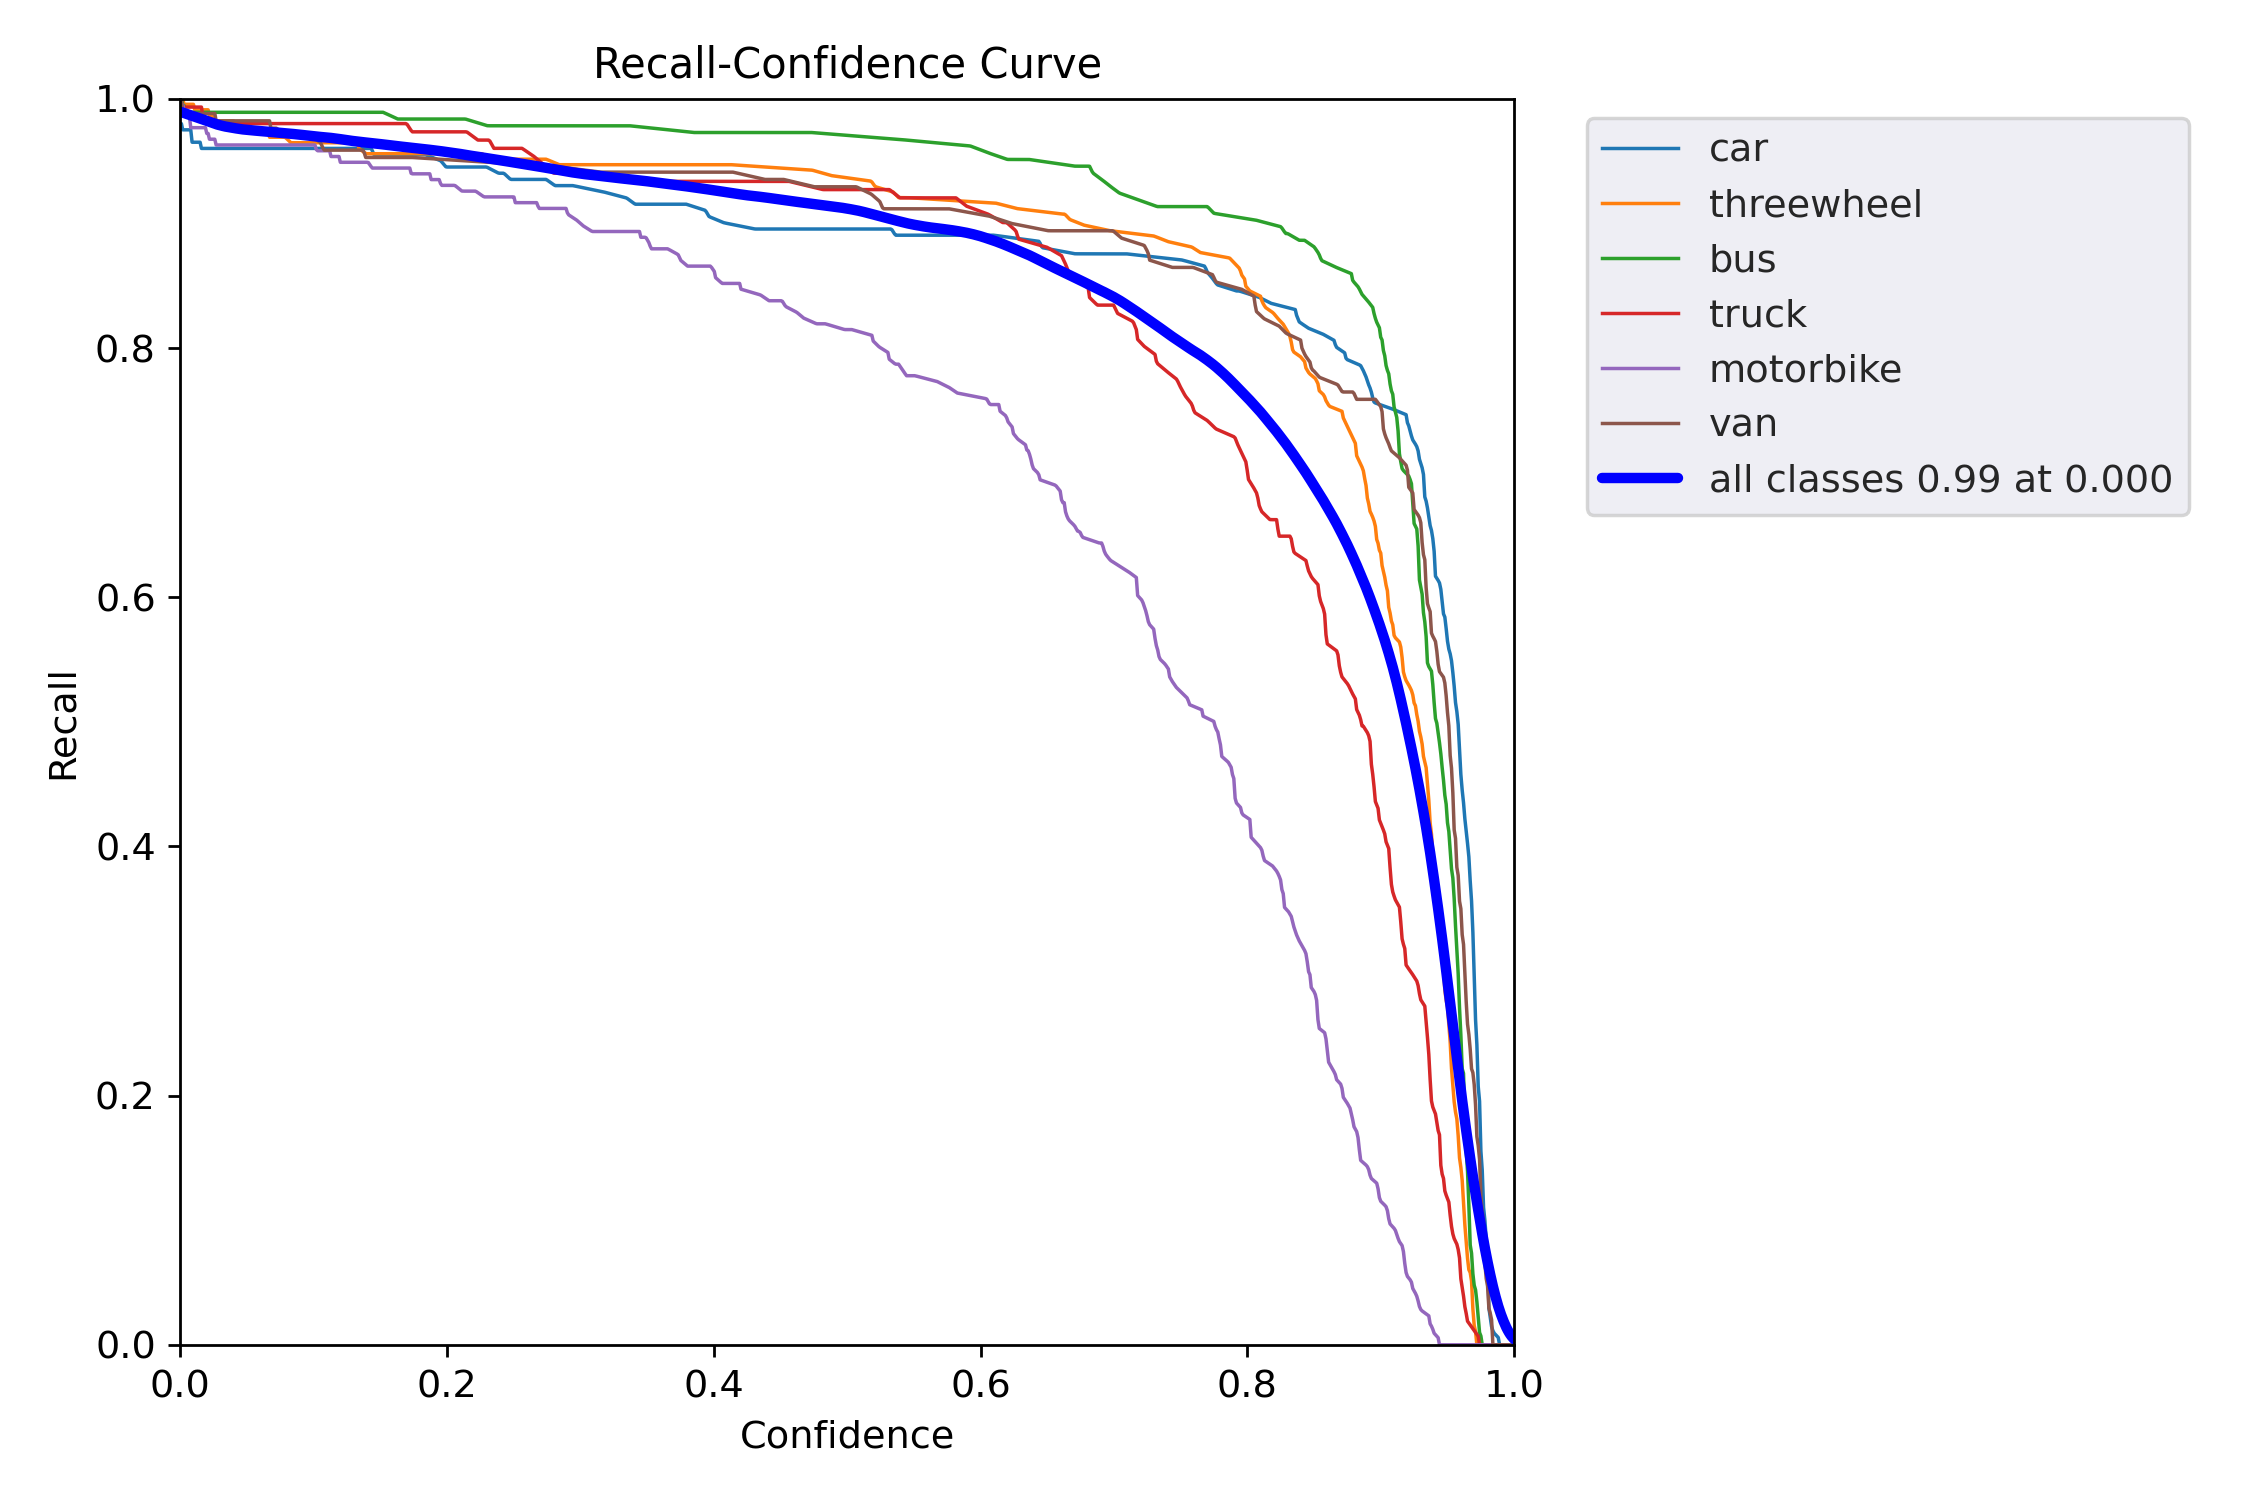 Recall-Confidence Curve
1.0
0.8
0.6
0.4
0.2
0.0
Recall
0.0 0.2 0.4 0.6 0.8 1.0
Confidence
car
threewheel
bus
truck
motorbike
van
all classes 0.99 at 0.000